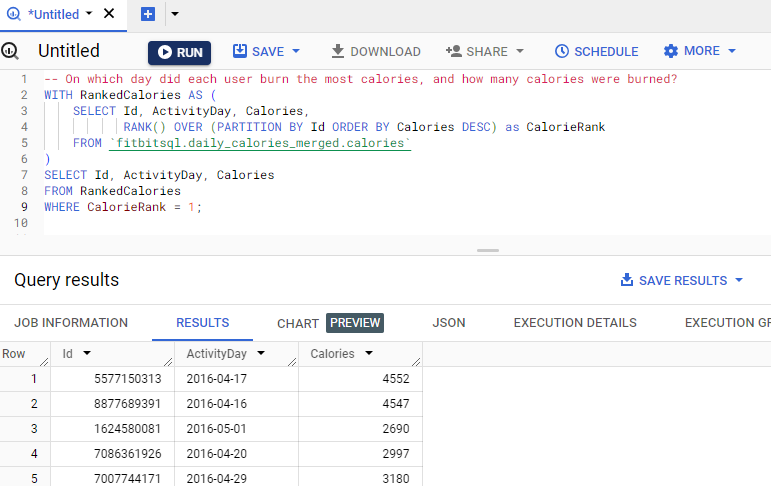 *Untitled
Untitled RUN SAVE DOWNLOAD SHARE SCHEDULE MORE
1 -- On which day did each user burn the most calories, and how many calories were burned?
2 WITH RankedCalories AS (
3 SELECT Id, ActivityDay, Calories,
4 RANK() OVER (PARTITION BY Id ORDER BY Calories DESC) as CalorieRank
5 FROM `fitbitsql.daily_calories_merged.calories`
6 )
7 SELECT Id, ActivityDay, Calories
8 FROM RankedCalories
9 WHERE CalorieRank = 1;
10
Query results SAVE RESULTS
JOB INFORMATION RESULTS CHART PREVIEW JSON EXECUTION DETAILS EXECUTION GF
Row Id ActivityDay Calories
1 5577150313 2016-04-17 4552
2 8877689391 2016-04-16 4547
3 1624580081 2016-05-01 2690
4 7086361926 2016-04-20 2997
5 7007744171 2016-04-29 3180